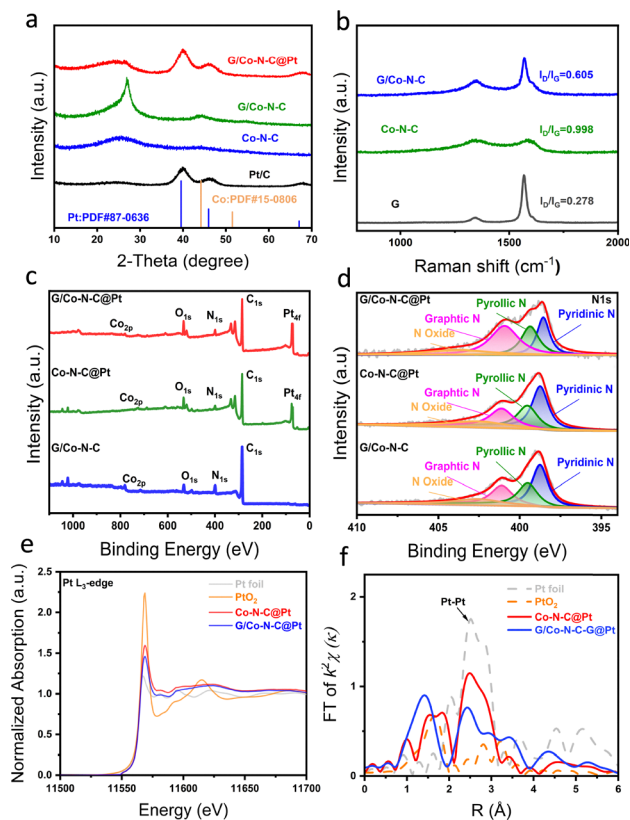 a
G/Co-N-C@Pt
G/Co-N-C
Co-N-C
Pt/C
Co:PDF#15-0806
Pt:PDF#87-0636
10 20 30 40 50 60 70
2-Theta (degree)
Intensity (a.u.)
b
G/Co-N-C
I_D/I_G=0.605
Co-N-C
I_D/I_G=0.998
G
I_D/I_G=0.278
1000 1500 2000
Raman shift (cm⁻¹)
Intensity (a.u.)
c
G/Co-N-C@Pt
Co2p
O1s
N1s
C1s
Pt4f
Co-N-C@Pt
Co2p
O1s
N1s
C1s
Pt4f
G/Co-N-C
Co2p
O1s
N1s
C1s
1000 800 600 400 200 0
Binding Energy (eV)
Intensity (a.u.)
d
G/Co-N-C@Pt
N1s
Pyrollic N
Graphtic N
Pyridinic N
N Oxide
Co-N-C@Pt
Pyrollic N
Graphtic N
Pyridinic N
N Oxide
G/Co-N-C
Pyrollic N
Graphtic N
Pyridinic N
N Oxide
410 405 400 395
Binding Energy (eV)
Intensity (a.u.)
e
Pt L₃-edge
Pt foil
PtO₂
Co-N-C@Pt
G/Co-N-C@Pt
2.5
2.0
1.5
1.0
0.5
0.0
11500 11550 11600 11650 11700
Energy (eV)
Normalized Absorption (a.u.)
f
Pt-Pt
Pt foil
PtO₂
Co-N-C@Pt
G/Co-N-C-G@Pt
2
1
0
0 1 2 3 4 5 6
R (Å)
FT of k²χ (κ)